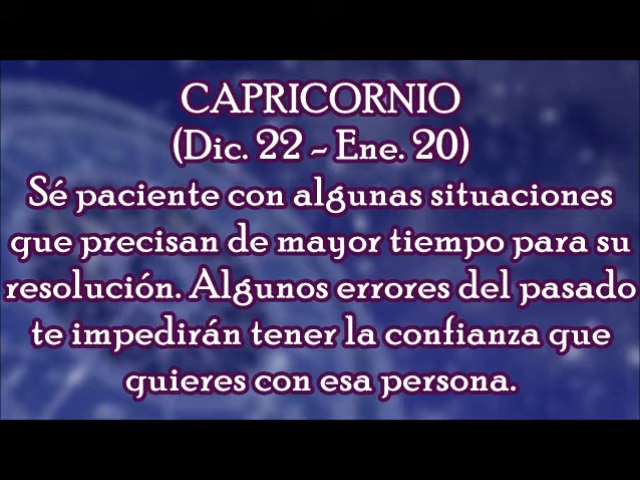 CAPRICORNIO
(Dic. 22 - Ene. 20)
Sé paciente con algunas situaciones
que precisan de mayor tiempo para su
resolución. Algunos errores del pasado
te impedirán tener la confianza que
quieres con esa persona.